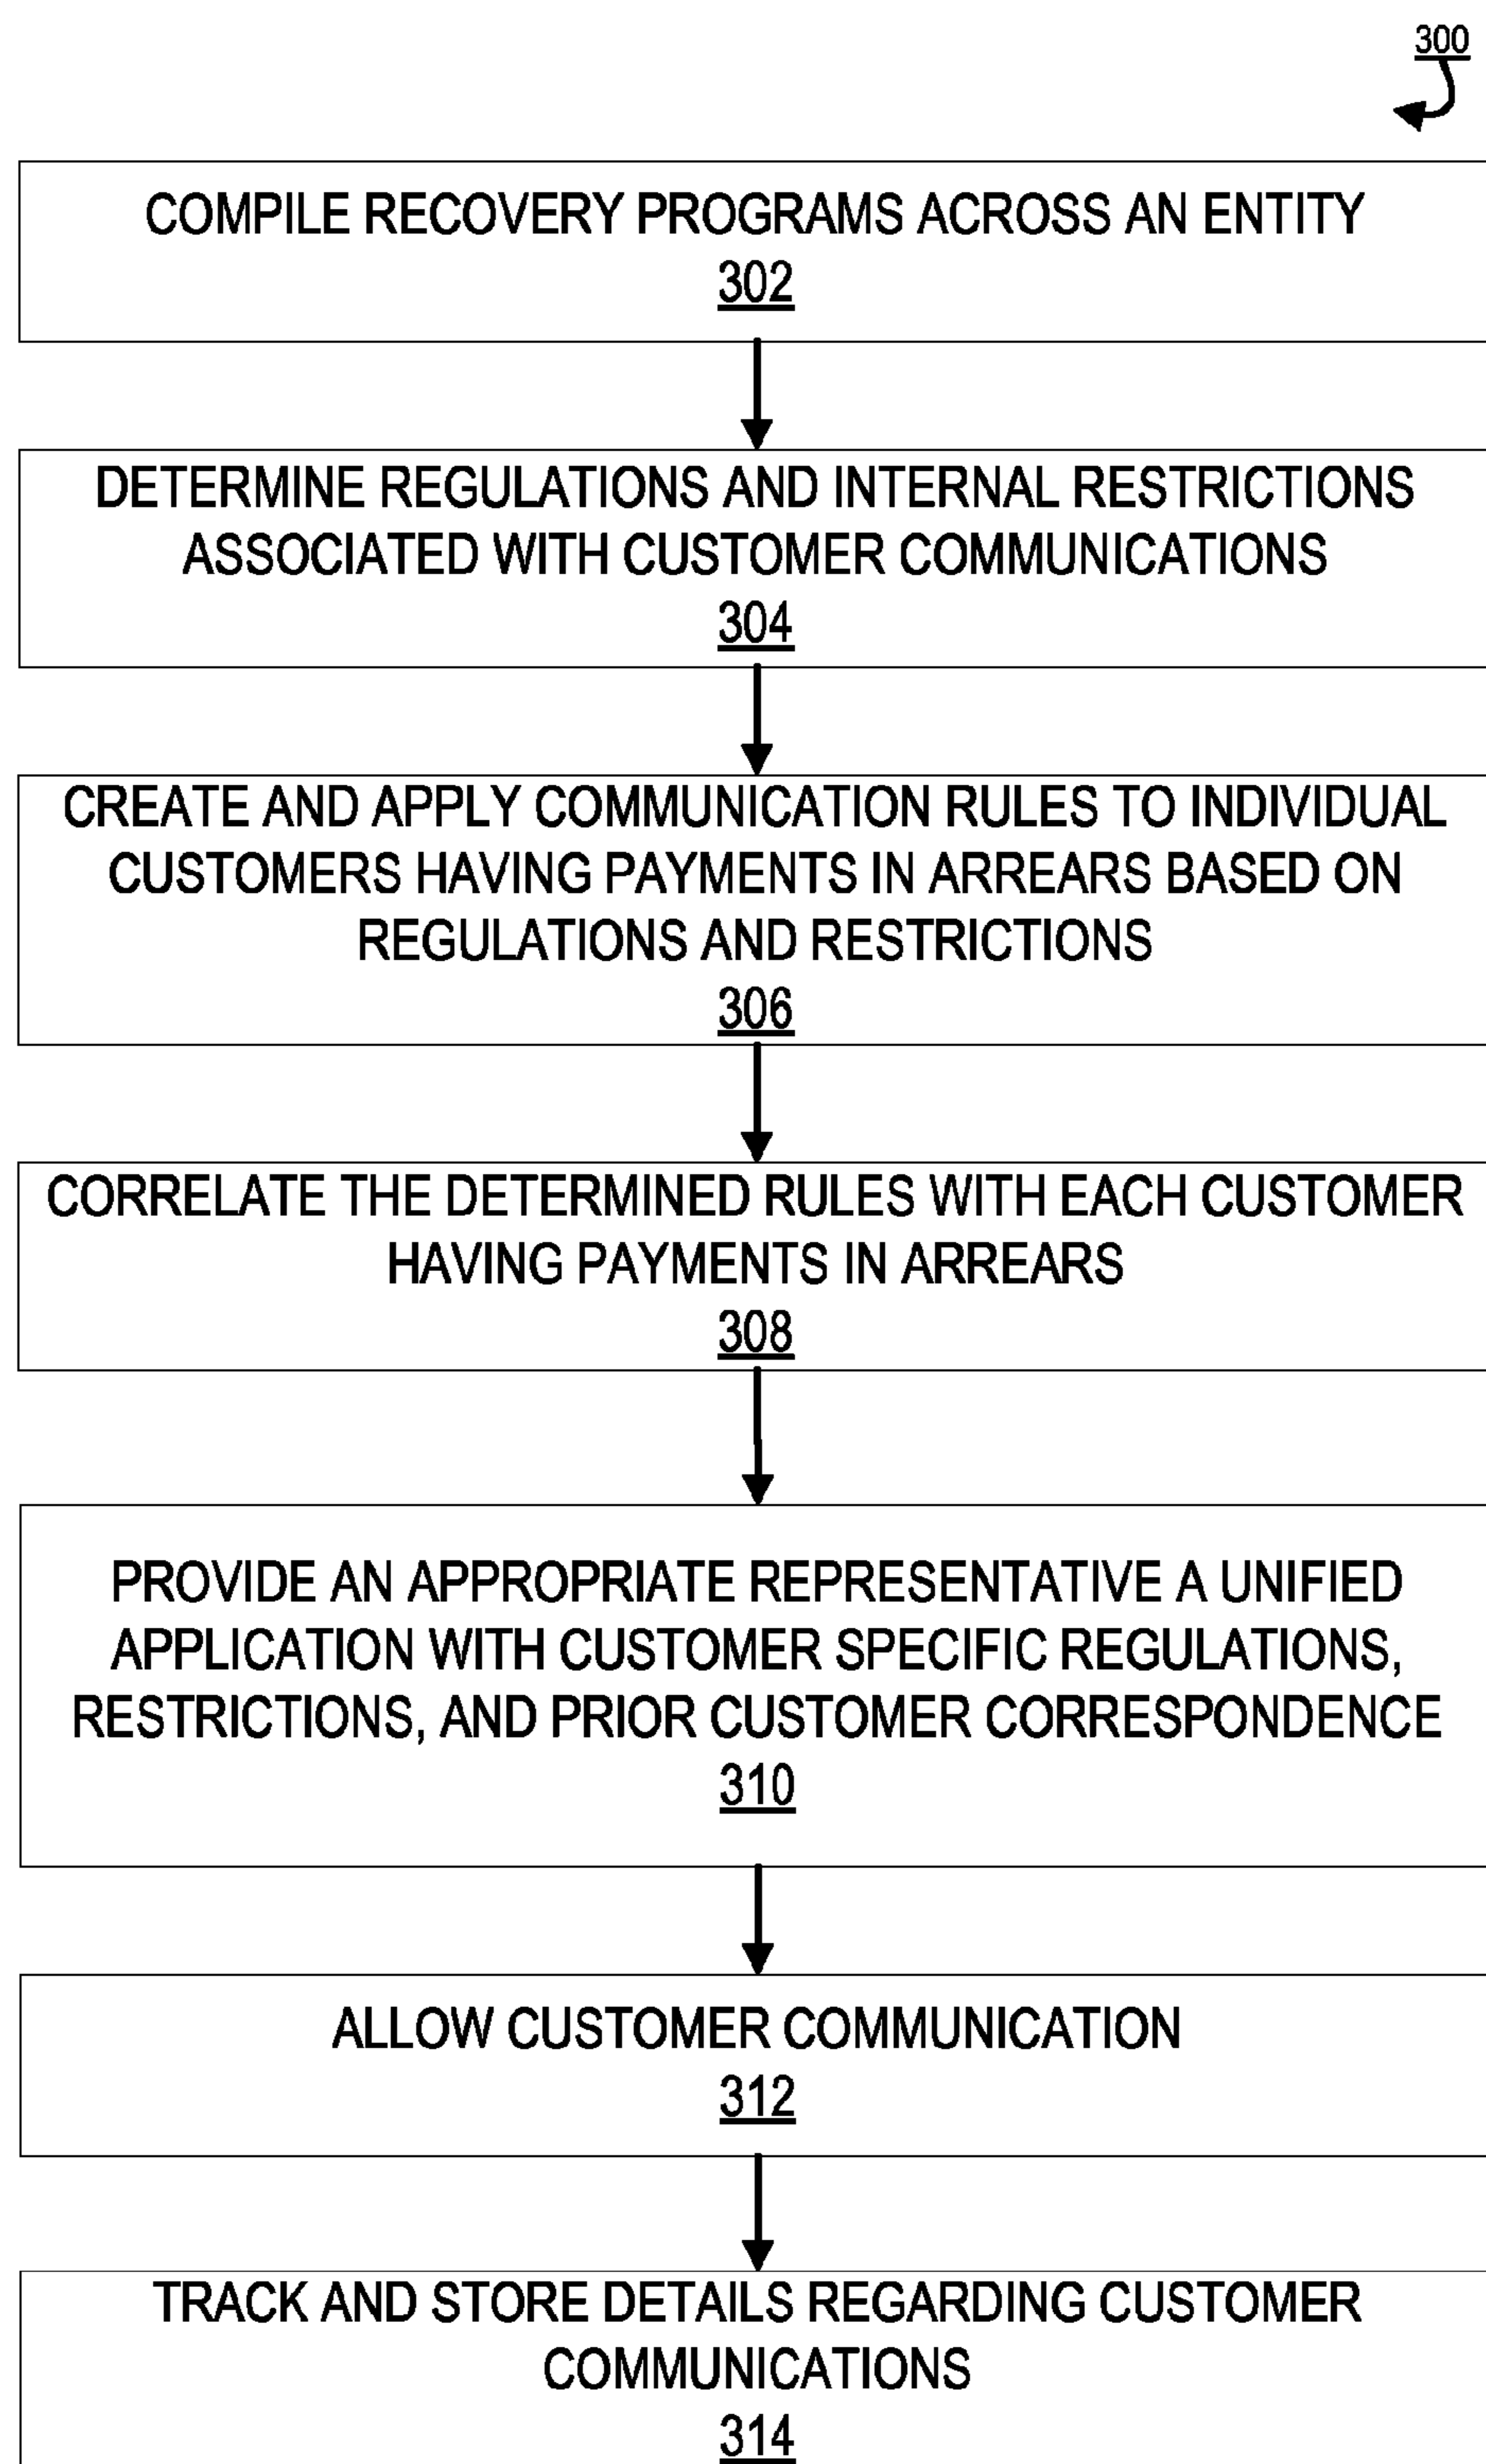 300
COMPILE RECOVERY PROGRAMS ACROSS AN ENTITY
302
DETERMINE REGULATIONS AND INTERNAL RESTRICTIONS
ASSOCIATED WITH CUSTOMER COMMUNICATIONS
304
CREATE AND APPLY COMMUNICATION RULES TO INDIVIDUAL
CUSTOMERS HAVING PAYMENTS IN ARREARS BASED ON
REGULATIONS AND RESTRICTIONS
306
CORRELATE THE DETERMINED RULES WITH EACH CUSTOMER
HAVING PAYMENTS IN ARREARS
308
PROVIDE AN APPROPRIATE REPRESENTATIVE A UNIFIED
APPLICATION WITH CUSTOMER SPECIFIC REGULATIONS,
RESTRICTIONS, AND PRIOR CUSTOMER CORRESPONDENCE
310
ALLOW CUSTOMER COMMUNICATION
312
TRACK AND STORE DETAILS REGARDING CUSTOMER
COMMUNICATIONS
314